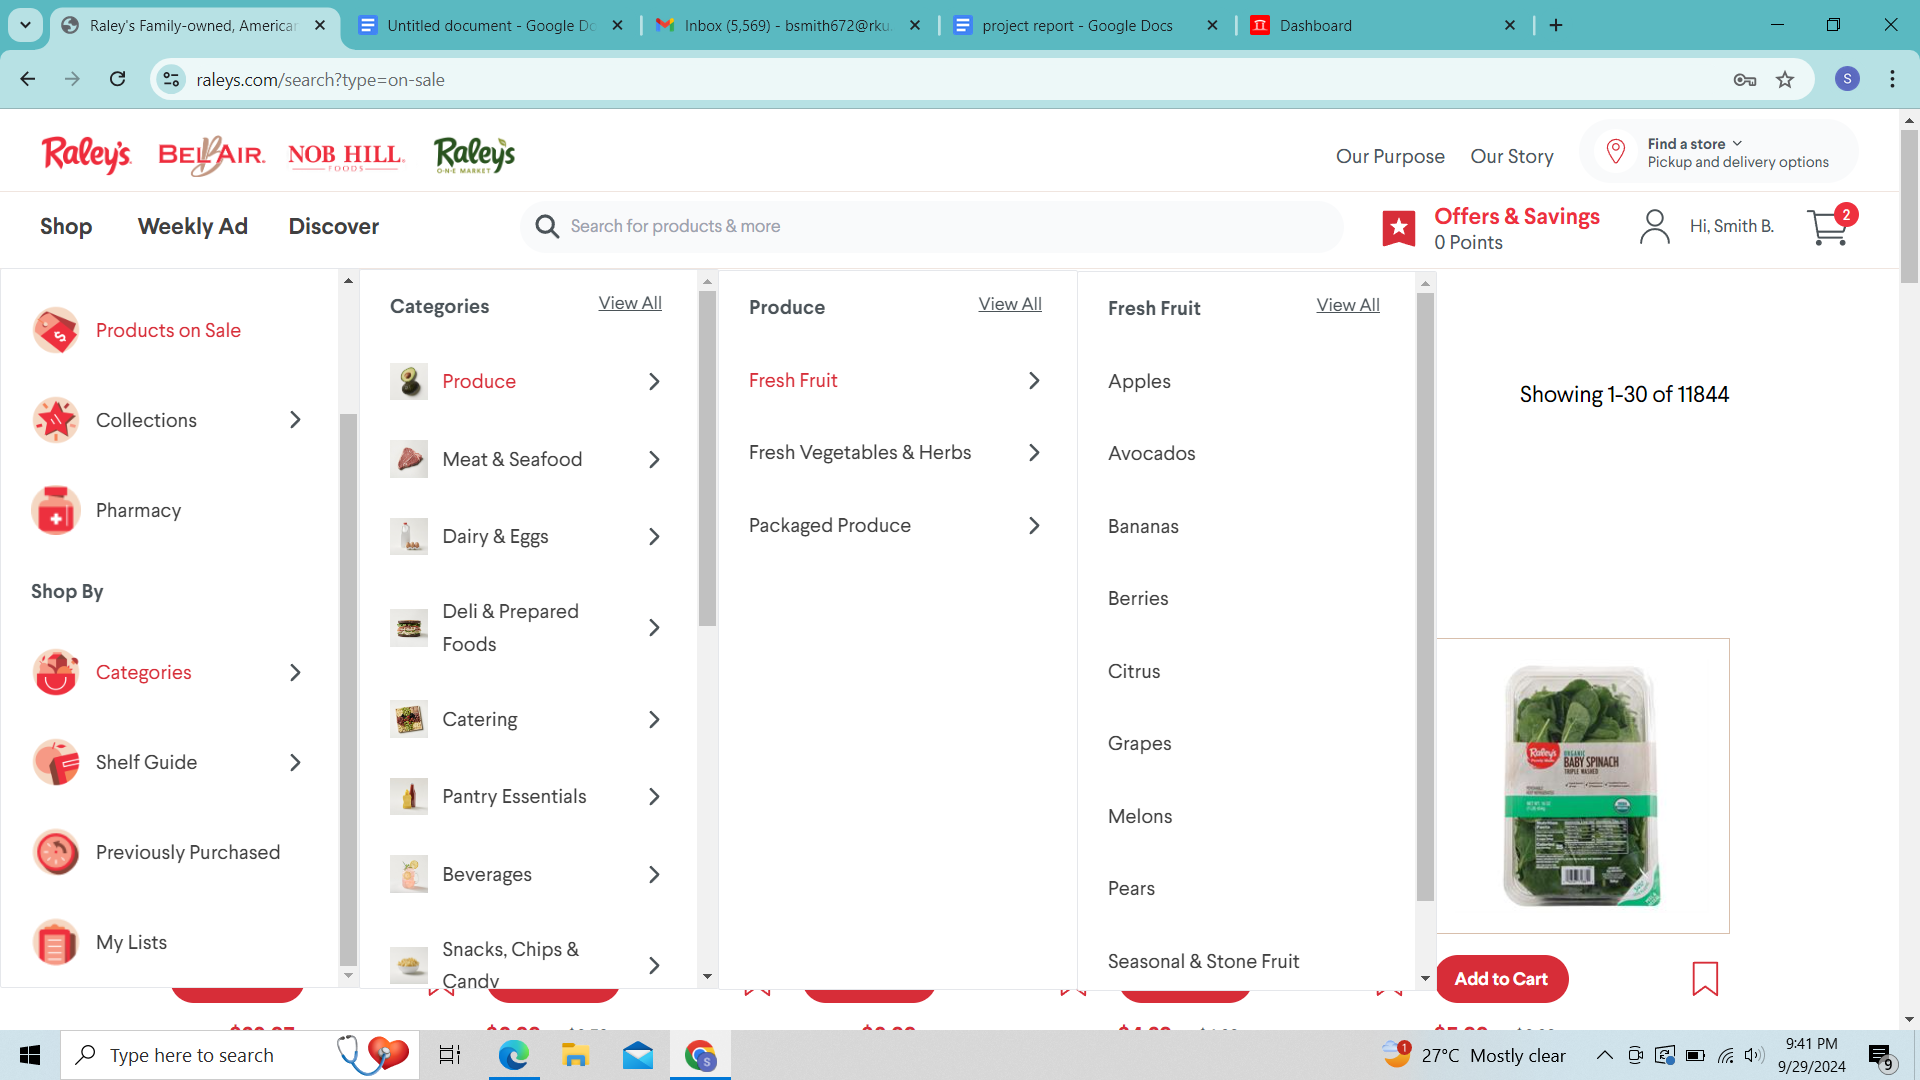 Raley's Family-owned, American
Untitled document - Google Do
Inbox (5,569) - bsmith672@rku.
project report - Google Docs
Dashboard
raleys.com/search?type=on-sale
S
Raley's
BEL AIR
NOB HILL
FOODS
Raley's
O-N-E MARKET
Our Purpose
Our Story
Find a store
Pickup and delivery options
Shop
Weekly Ad
Discover
Search for products & more
Offers & Savings
0 Points
Hi, Smith B.
2
Products on Sale
Collections
Pharmacy
Shop By
Categories
Shelf Guide
Previously Purchased
My Lists
Categories
View All
Produce
Meat & Seafood
Dairy & Eggs
Deli & Prepared
Foods
Catering
Pantry Essentials
Beverages
Snacks, Chips &
Candy
Produce
View All
Fresh Fruit
Fresh Vegetables & Herbs
Packaged Produce
Fresh Fruit
View All
Apples
Avocados
Bananas
Berries
Citrus
Grapes
Melons
Pears
Seasonal & Stone Fruit
Showing 1-30 of 11844
Raley's
ORGANIC
BABY SPINACH
TRIPLE WASHED
Add to Cart
Type here to search
1
27°C Mostly clear
9:41 PM
9/29/2024
9